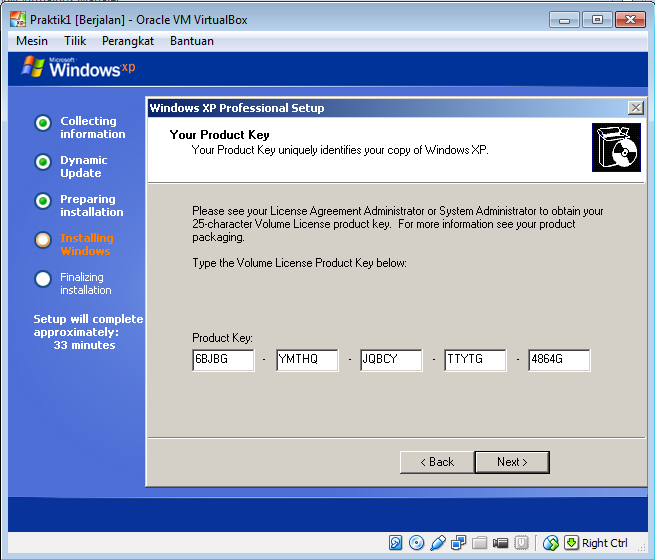 Praktik1 [Berjalan] - Oracle VM VirtualBox
Mesin Tilik Perangkat Bantuan
Microsoft
Windows xp
Collecting
information
Dynamic
Update
Preparing
installation
Installing
Windows
Finalizing
installation
Setup will complete
approximately:
33 minutes
Windows XP Professional Setup
Your Product Key
Your Product Key uniquely identifies your copy of Windows XP.
Please see your License Agreement Administrator or System Administrator to obtain your
25-character Volume License product key. For more information see your product
packaging.
Type the Volume License Product Key below:
Product Key:
6BJBG - YMTHQ - JQBCY - TTYTG - 4864G
< Back Next >
Right Ctrl